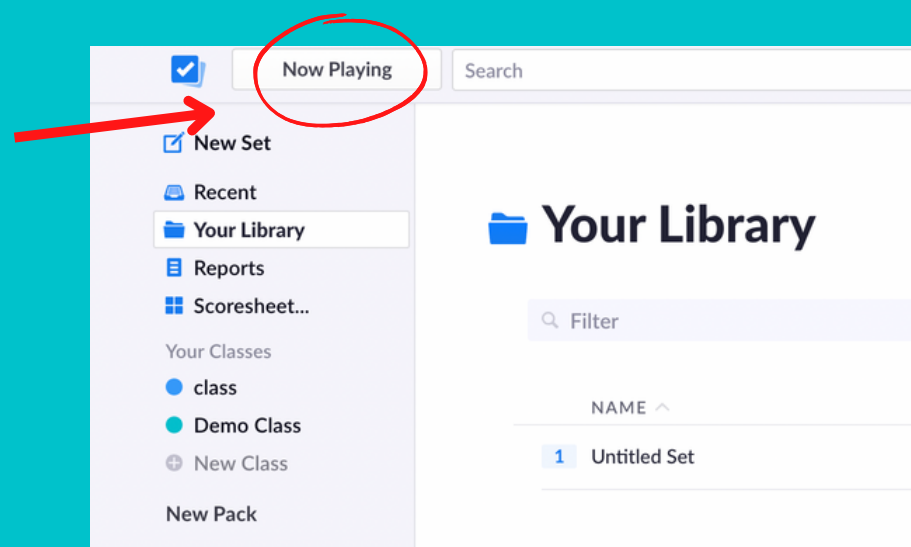 Now Playing
Search
New Set
Recent
Your Library
Reports
Scoresheet...
Your Classes
class
Demo Class
New Class
New Pack
Your Library
Filter
NAME
1 Untitled Set